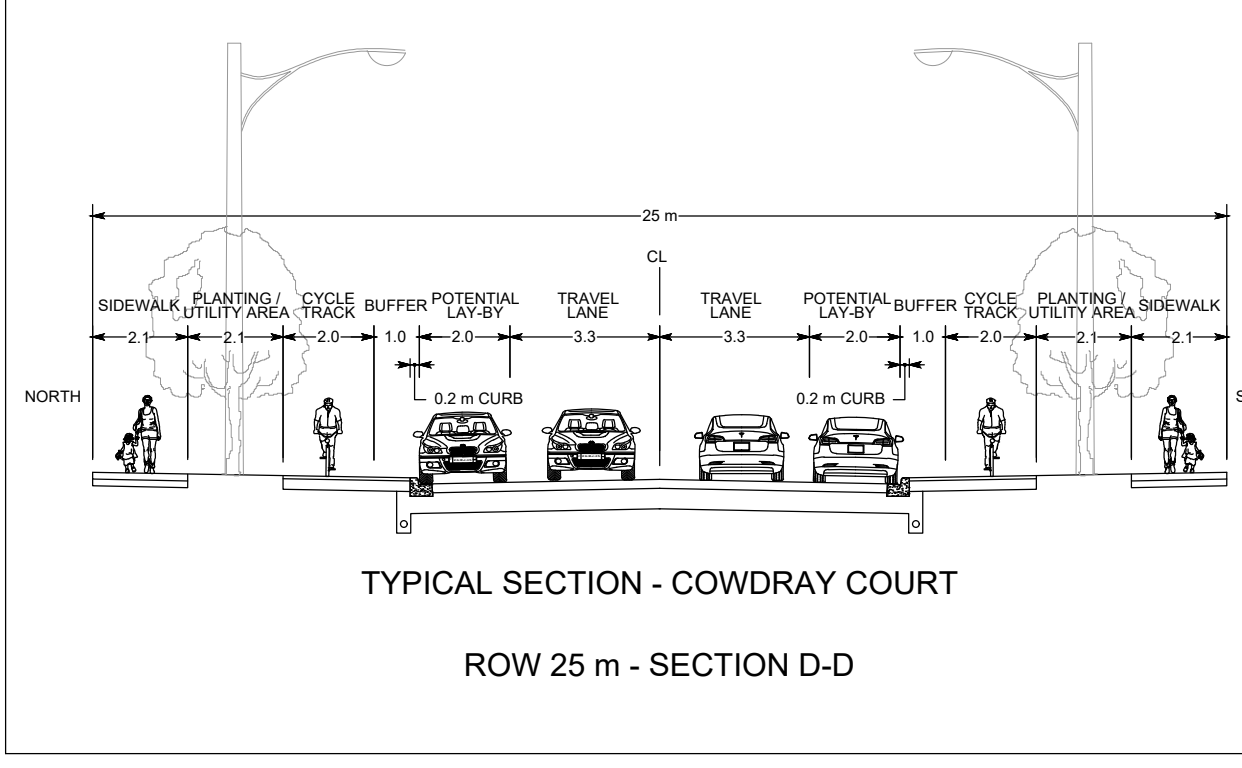 25 m
CL
SIDEWALK
PLANTING /
UTILITY AREA
CYCLE
TRACK
BUFFER
POTENTIAL
LAY-BY
TRAVEL
LANE
TRAVEL
LANE
POTENTIAL
LAY-BY
BUFFER
CYCLE
TRACK
PLANTING /
UTILITY AREA
SIDEWALK
2.1
2.1
2.0
1.0
2.0
3.3
3.3
2.0
1.0
2.0
2.1
2.1
NORTH
0.2 m CURB
0.2 m CURB
S
TYPICAL SECTION - COWDRAY COURT
ROW 25 m - SECTION D-D